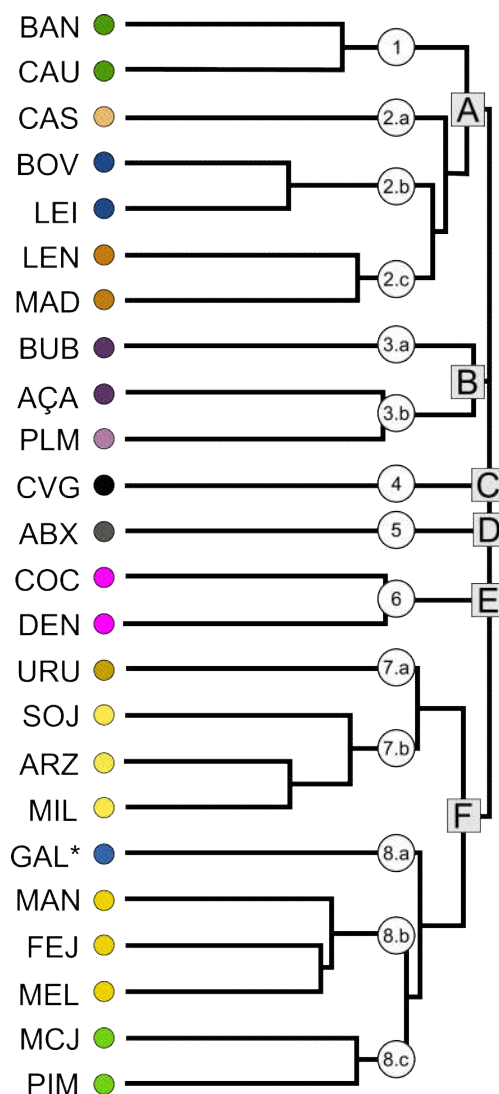 BAN
1
CAU
A
CAS
2.a
BOV
2.b
LEI
LEN
2.c
MAD
BUB
3.a
B
AÇA
3.b
PLM
CVG
4
C
ABX
5
D
COC
6
E
DEN
URU
7.a
SOJ
7.b
ARZ
MIL
F
GAL*
8.a
MAN
8.b
FEJ
MEL
MCJ
8.c
PIM